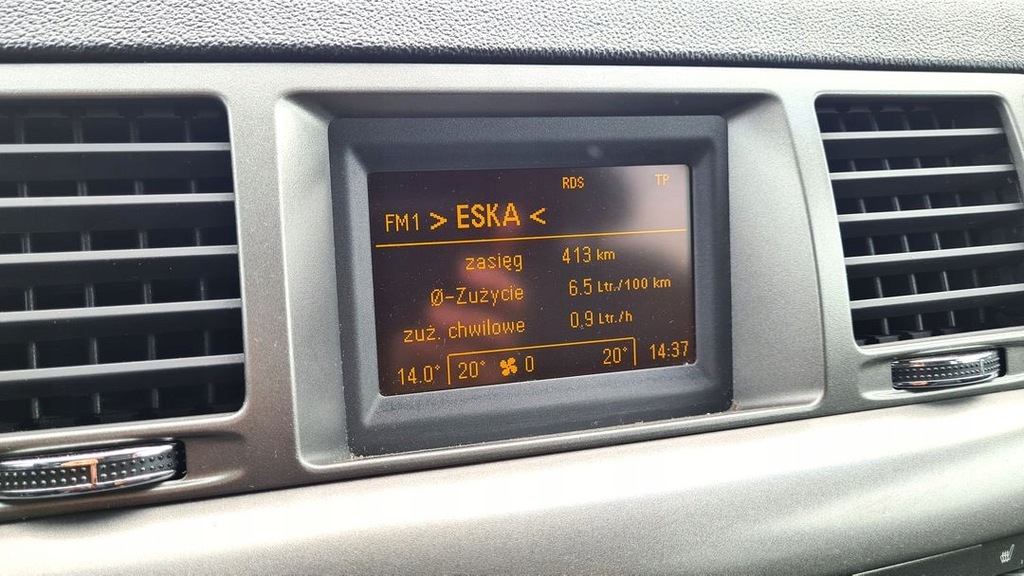 RDS TP
FM1 > ESKA <
zasięg 413 km
Ø-Zużycie 6.5 Ltr./100 km
zuż. chwilowe 0.9 Ltr./h
14.0° 20° 0 20° 14:37